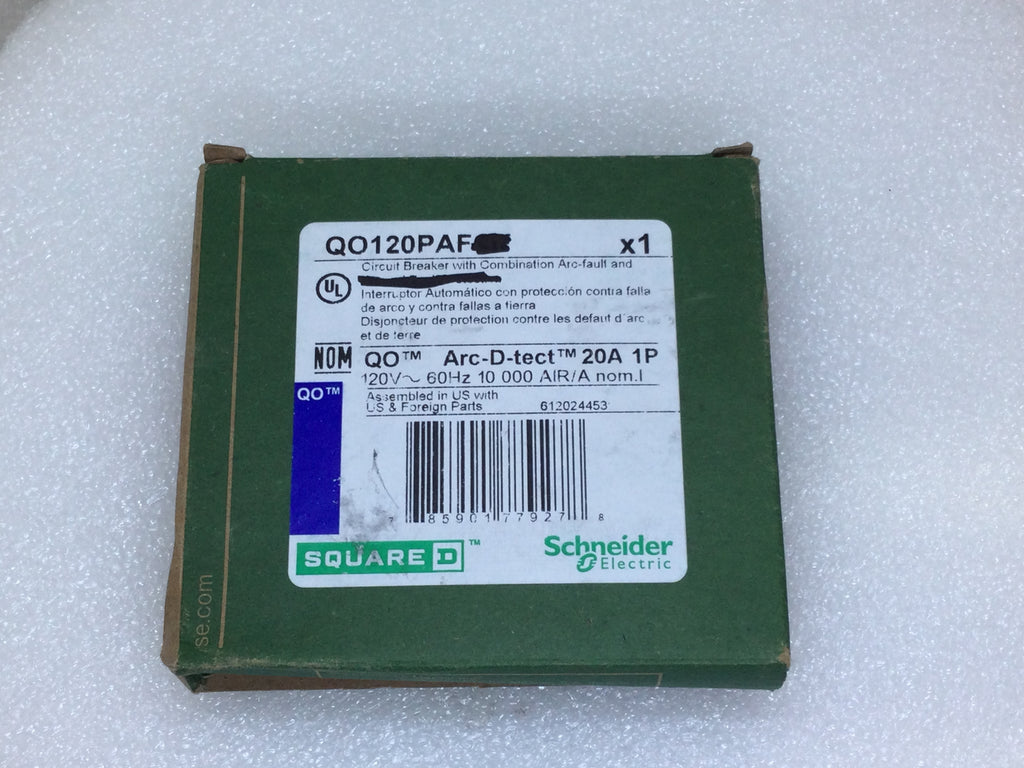 QO120PAF
x1
Circuit Breaker with Combination Arc-fault and
UL
Interruptor Automático con protección contra falla
de arco y contra fallas a tierra
Disjoncteur de protection contre les defaut d'arc
et de terre
NOM QO™ Arc-D-tect™ 20A 1P
120V~ 60Hz 10 000 AIR/A nom.I
QO™
Assembled in US with
US & Foreign Parts 612024453
7 85901 77927 8
SQUARE D™
Schneider
Electric
se.com